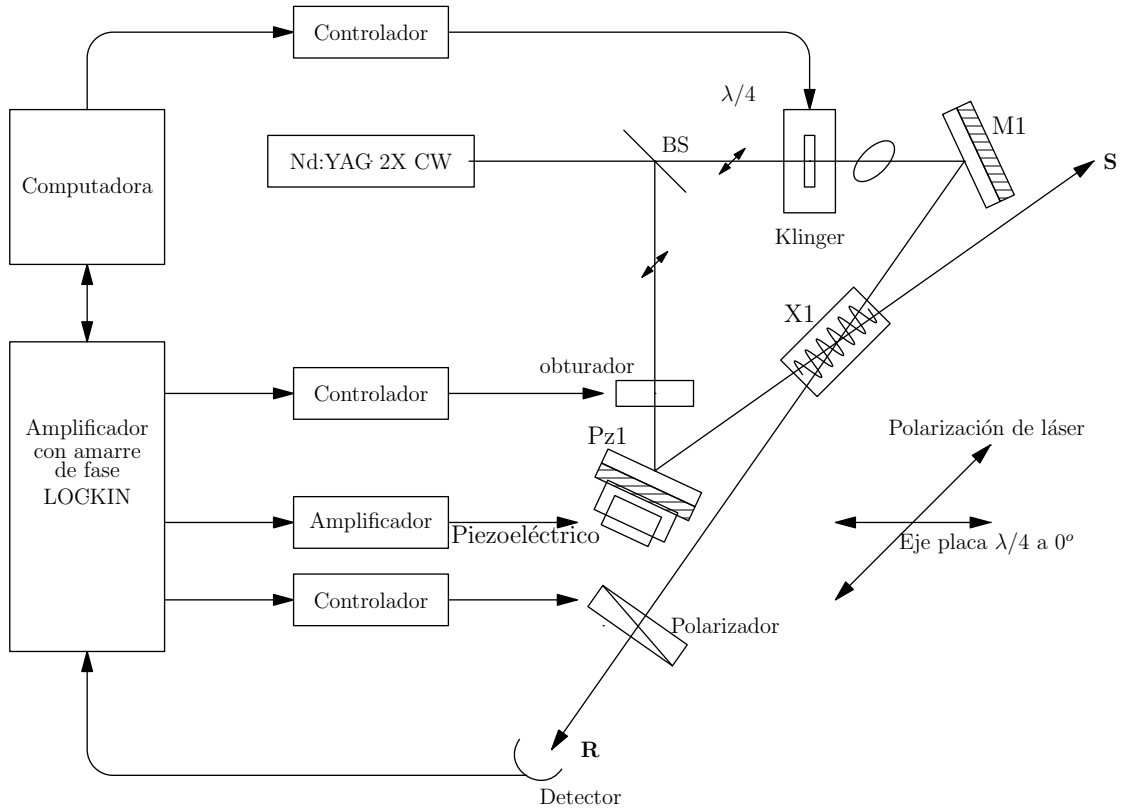 Controlador
λ/4
M1
BS
Nd:YAG 2X CW
S
Computadora
Klinger
X1
obturador
Controlador
Polarización de láser
Pz1
Amplificador
con amarre
de fase
LOCKIN
Amplificador
Piezoeléctrico
Eje placa λ/4 a 0º
Controlador
Polarizador
R
Detector